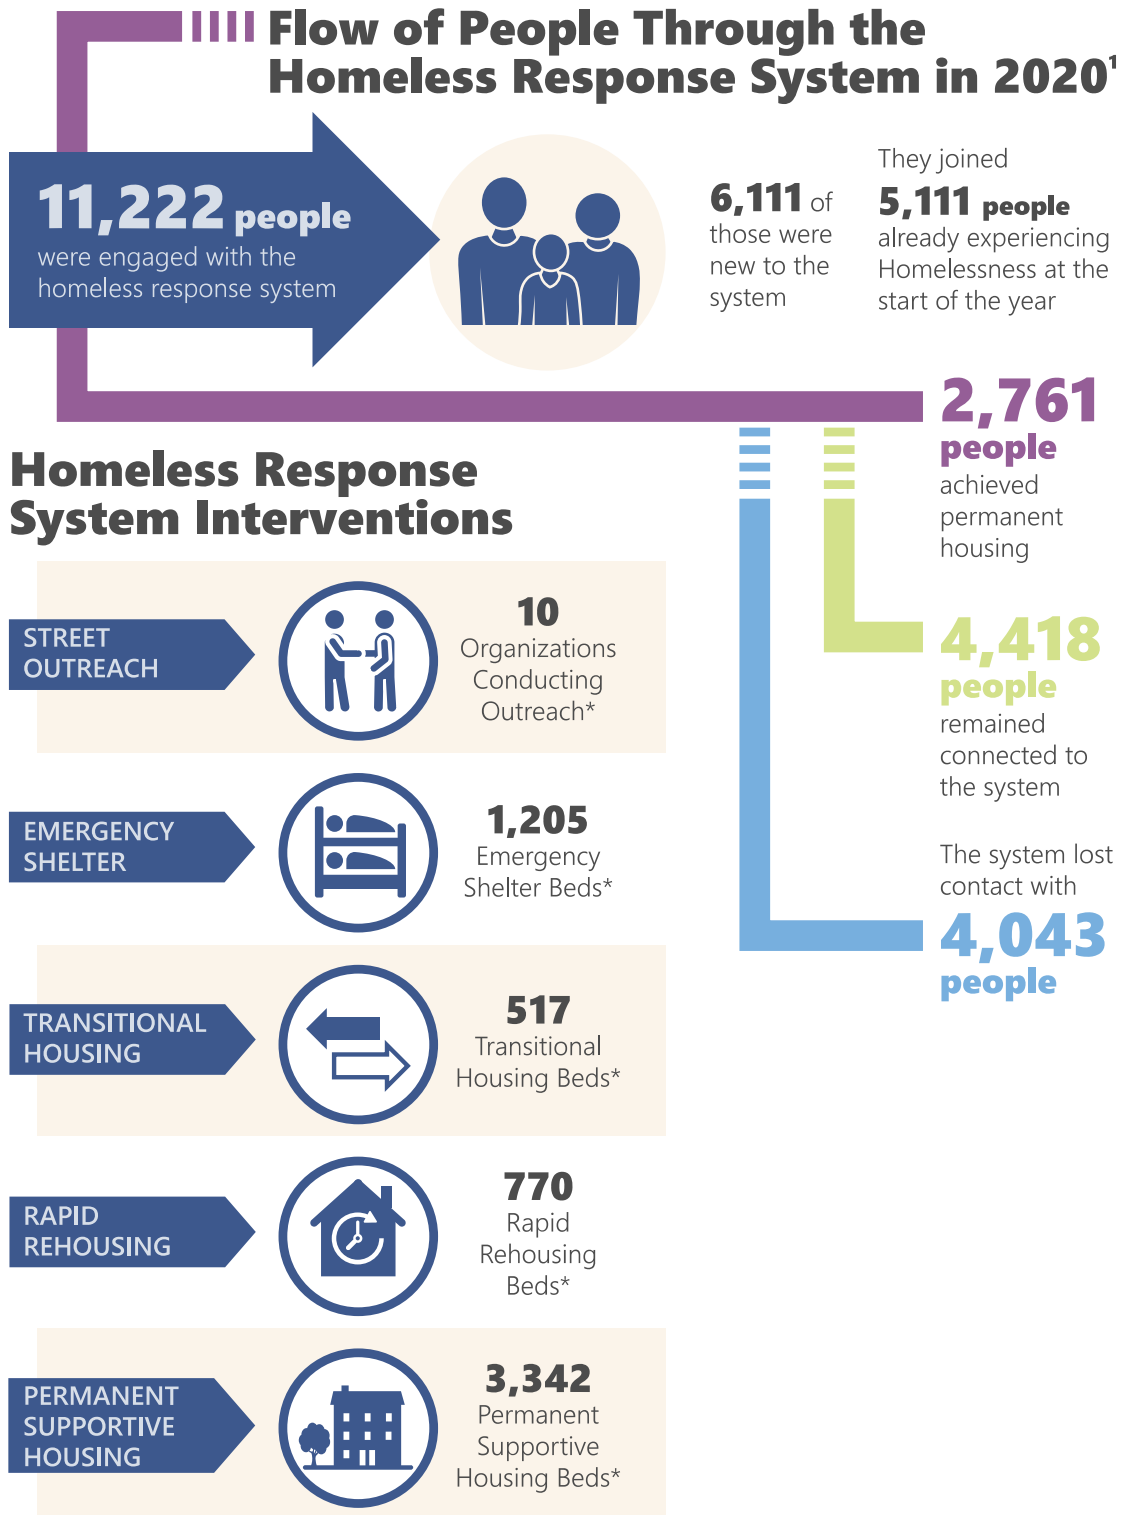 Flow of People Through the
Homeless Response System in 2020¹
11,222 people
were engaged with the
homeless response system
6,111 of
those were
new to the
system
They joined
5,111 people
already experiencing
Homelessness at the
start of the year
2,761
people
achieved
permanent
housing
4,418
people
remained
connected to
the system
The system lost
contact with
4,043
people
Homeless Response
System Interventions
STREET
OUTREACH
10
Organizations
Conducting
Outreach*
EMERGENCY
SHELTER
1,205
Emergency
Shelter Beds*
TRANSITIONAL
HOUSING
517
Transitional
Housing Beds*
RAPID
REHOUSING
770
Rapid
Rehousing
Beds*
PERMANENT
SUPPORTIVE
HOUSING
3,342
Permanent
Supportive
Housing Beds*